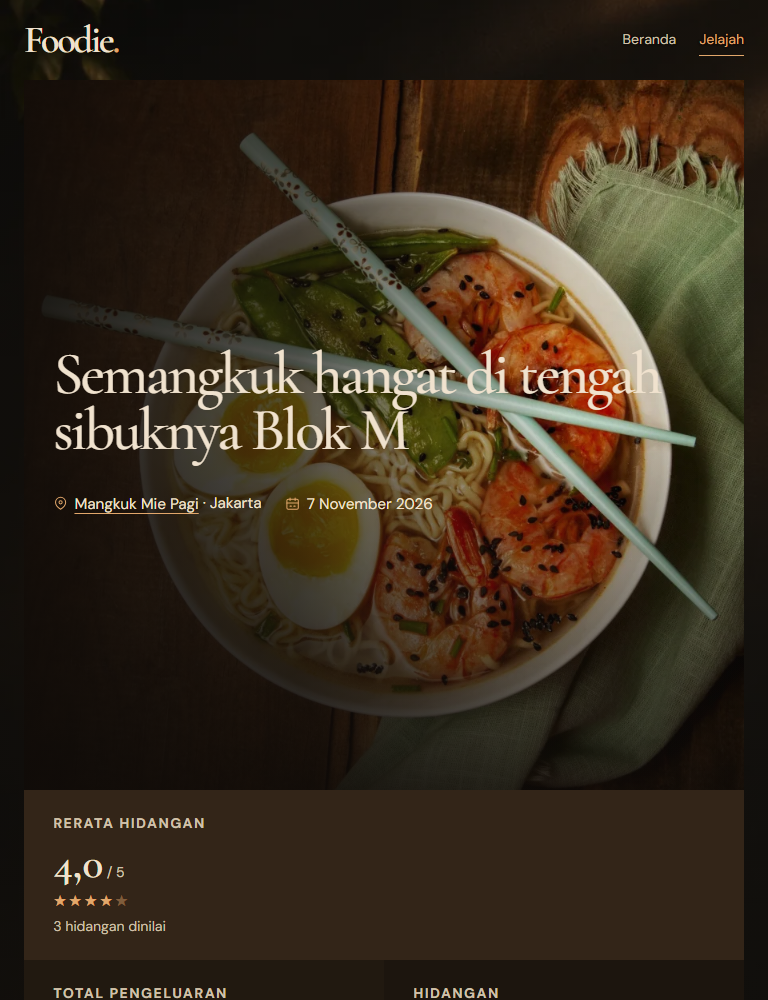 Foodie.
Beranda
Jelajah
Semangkuk hangat di tengah
sibuknya Blok M
Mangkuk Mie Pagi · Jakarta
7 November 2026
RERATA HIDANGAN
4,0 / 5
3 hidangan dinilai
TOTAL PENGELUARAN
HIDANGAN